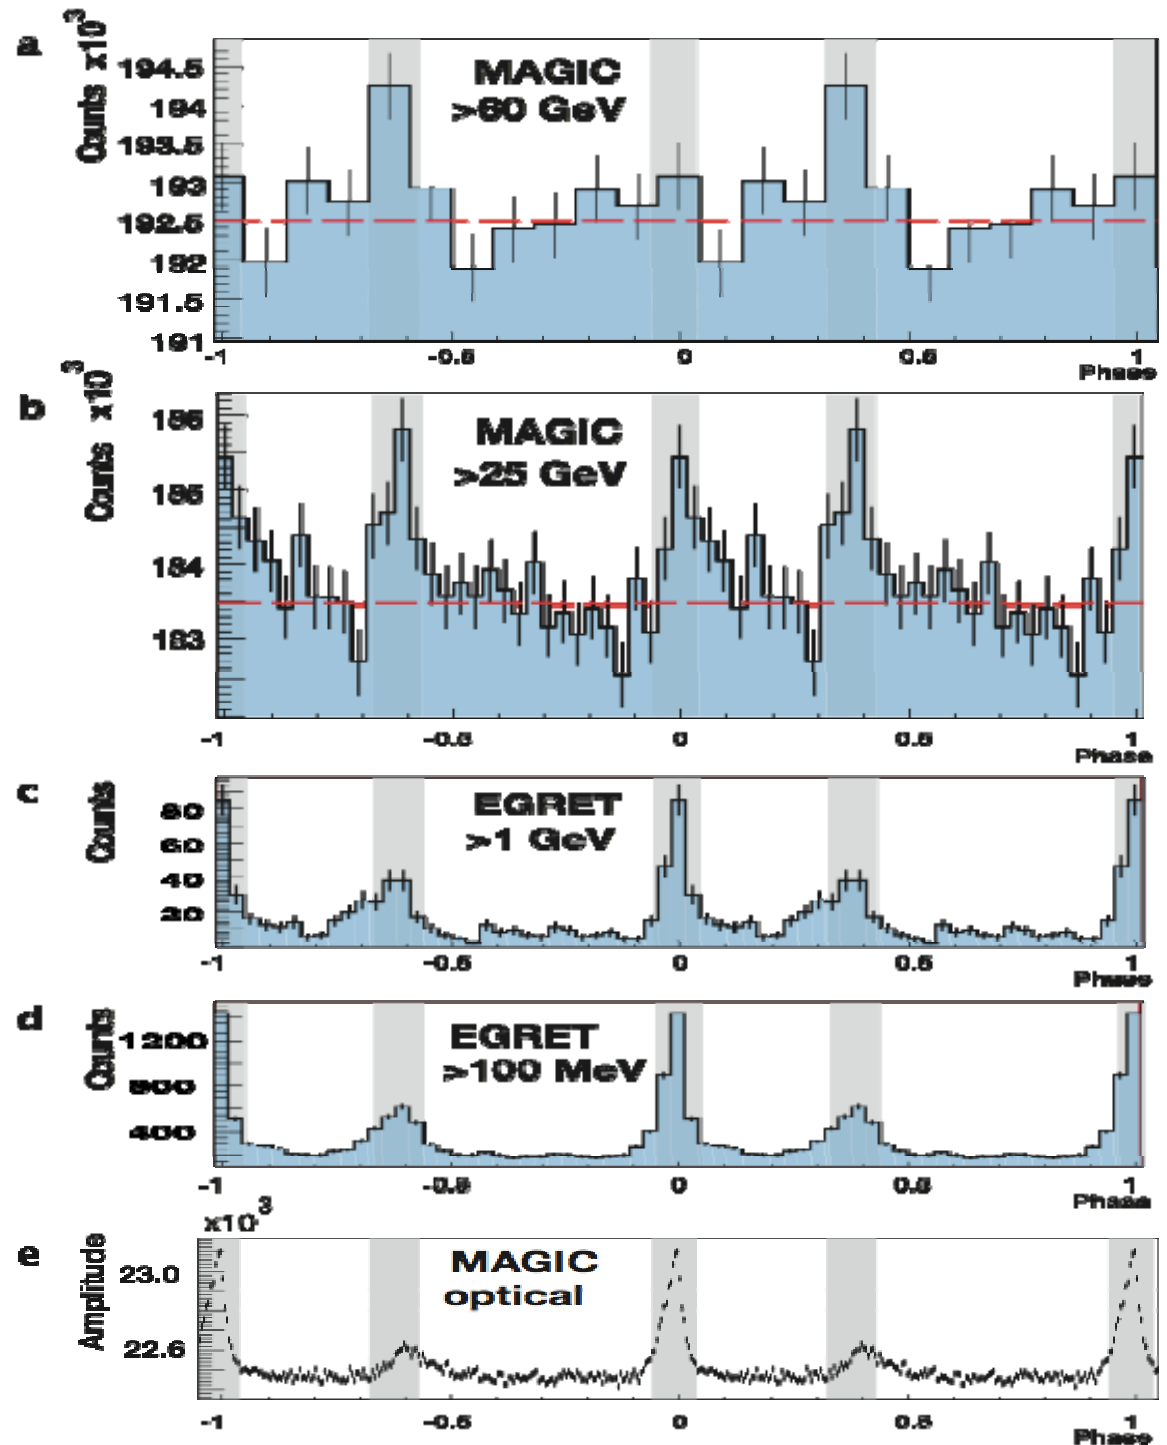 a
Counts x10³
MAGIC
>60 GeV
194.5
194
193.5
193
192.5
192
191.5
191
-1
-0.5
0
0.5
1
Phase
b
Counts x10³
MAGIC
>25 GeV
186
185
184
183
-1
-0.5
0
0.5
1
Phase
c
Counts
EGRET
>1 GeV
80
60
40
20
-1
-0.5
0
0.5
1
Phase
d
Counts
EGRET
>100 MeV
1200
800
400
-1
-0.5
0
0.5
1
Phase
x10³
e
Amplitude
MAGIC
optical
23.0
22.6
-1
-0.5
0
0.5
1
Phase